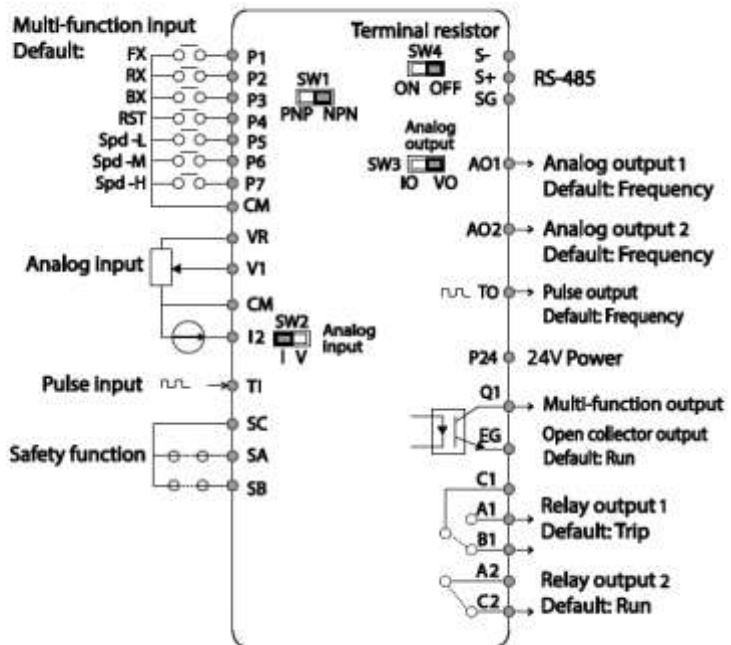 Multi-function input
Default:
FX P1
RX P2
BX P3
RST P4
Spd -L P5
Spd -M P6
Spd -H P7
CM
VR
Analog input V1
CM
I2
SW2
Analog
input
I V
Pulse input TI
SC
Safety function SA
SB
SW1
PNP NPN
Terminal resistor
SW4
ON OFF
S-
S+ RS-485
SG
Analog
output
SW3
IO VO
AO1 Analog output 1
Default: Frequency
AO2 Analog output 2
Default: Frequency
TO Pulse output
Default: Frequency
P24 24V Power
Q1 Multi-function output
EG Open collector output
Default: Run
C1
A1 Relay output 1
B1 Default: Trip
A2 Relay output 2
C2 Default: Run